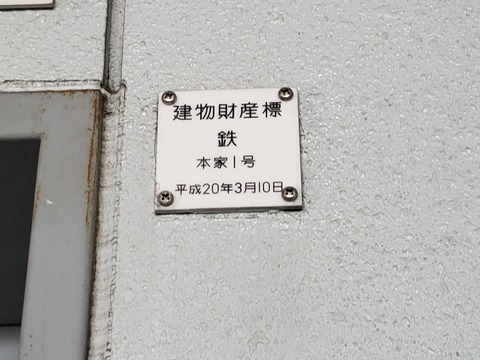 建物財産標
鉄
本家1号
平成20年3月10日